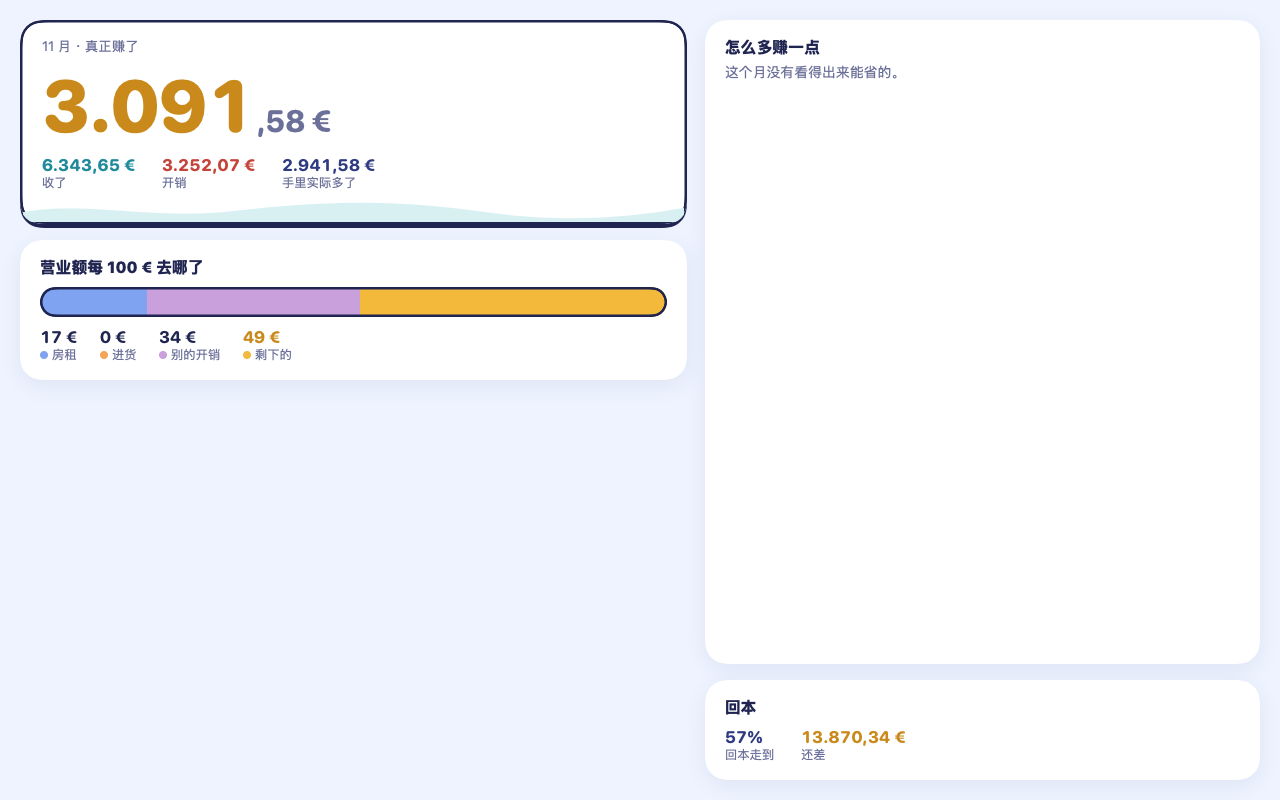 11 月 · 真正赚了
3.091,58 €
6.343,65 € 3.252,07 € 2.941,58 €
收了 开销 手里实际多了
营业额每 100 € 去哪了
17 € 0 € 34 € 49 €
房租 进货 别的开销 剩下的
怎么多赚一点
这个月没有看得出来能省的。
回本
57% 13.870,34 €
回本走到 还差